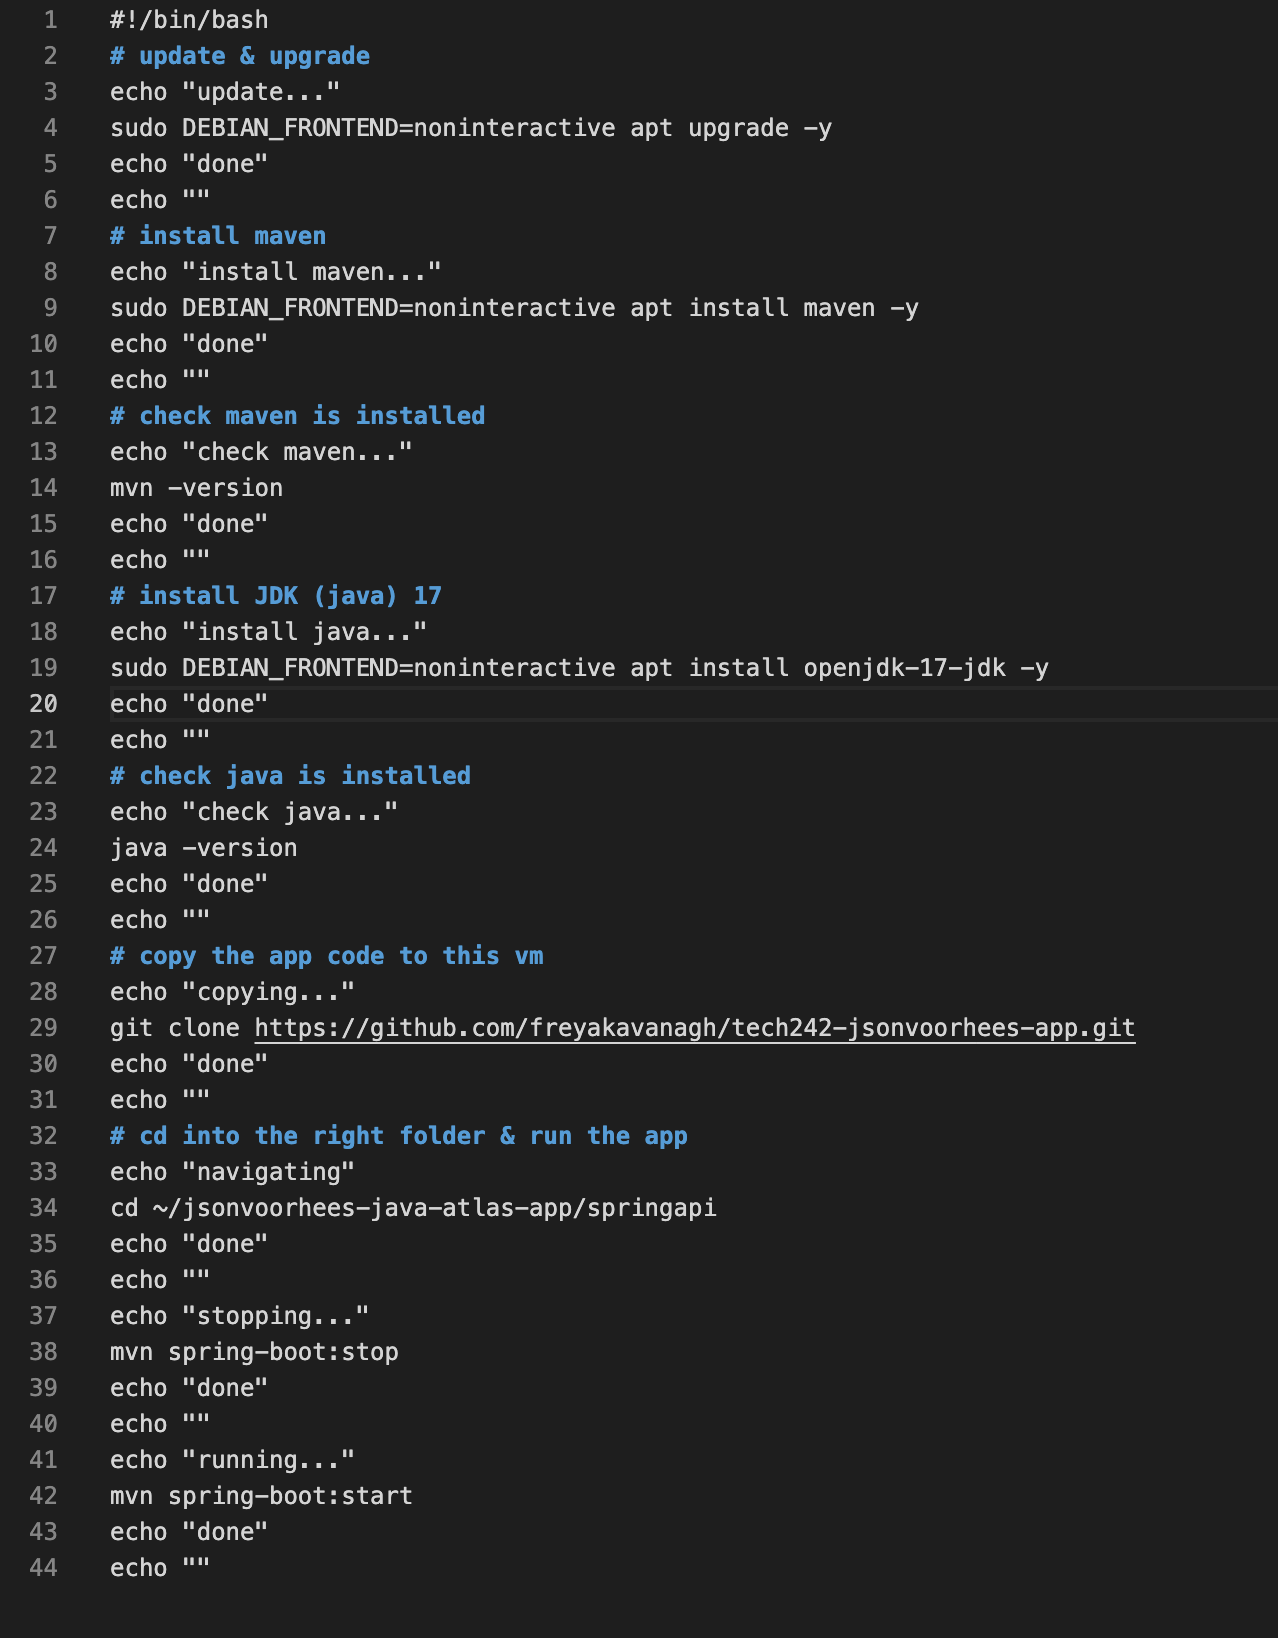 1 #!/bin/bash
2 # update & upgrade
3 echo "update..."
4 sudo DEBIAN_FRONTEND=noninteractive apt upgrade -y
5 echo "done"
6 echo ""
7 # install maven
8 echo "install maven..."
9 sudo DEBIAN_FRONTEND=noninteractive apt install maven -y
10 echo "done"
11 echo ""
12 # check maven is installed
13 echo "check maven..."
14 mvn -version
15 echo "done"
16 echo ""
17 # install JDK (java) 17
18 echo "install java..."
19 sudo DEBIAN_FRONTEND=noninteractive apt install openjdk-17-jdk -y
20 echo "done"
21 echo ""
22 # check java is installed
23 echo "check java..."
24 java -version
25 echo "done"
26 echo ""
27 # copy the app code to this vm
28 echo "copying..."
29 git clone https://github.com/freyakavanagh/tech242-jsonvoorhees-app.git
30 echo "done"
31 echo ""
32 # cd into the right folder & run the app
33 echo "navigating"
34 cd ~/jsonvoorhees-java-atlas-app/springapi
35 echo "done"
36 echo ""
37 echo "stopping..."
38 mvn spring-boot:stop
39 echo "done"
40 echo ""
41 echo "running..."
42 mvn spring-boot:start
43 echo "done"
44 echo ""